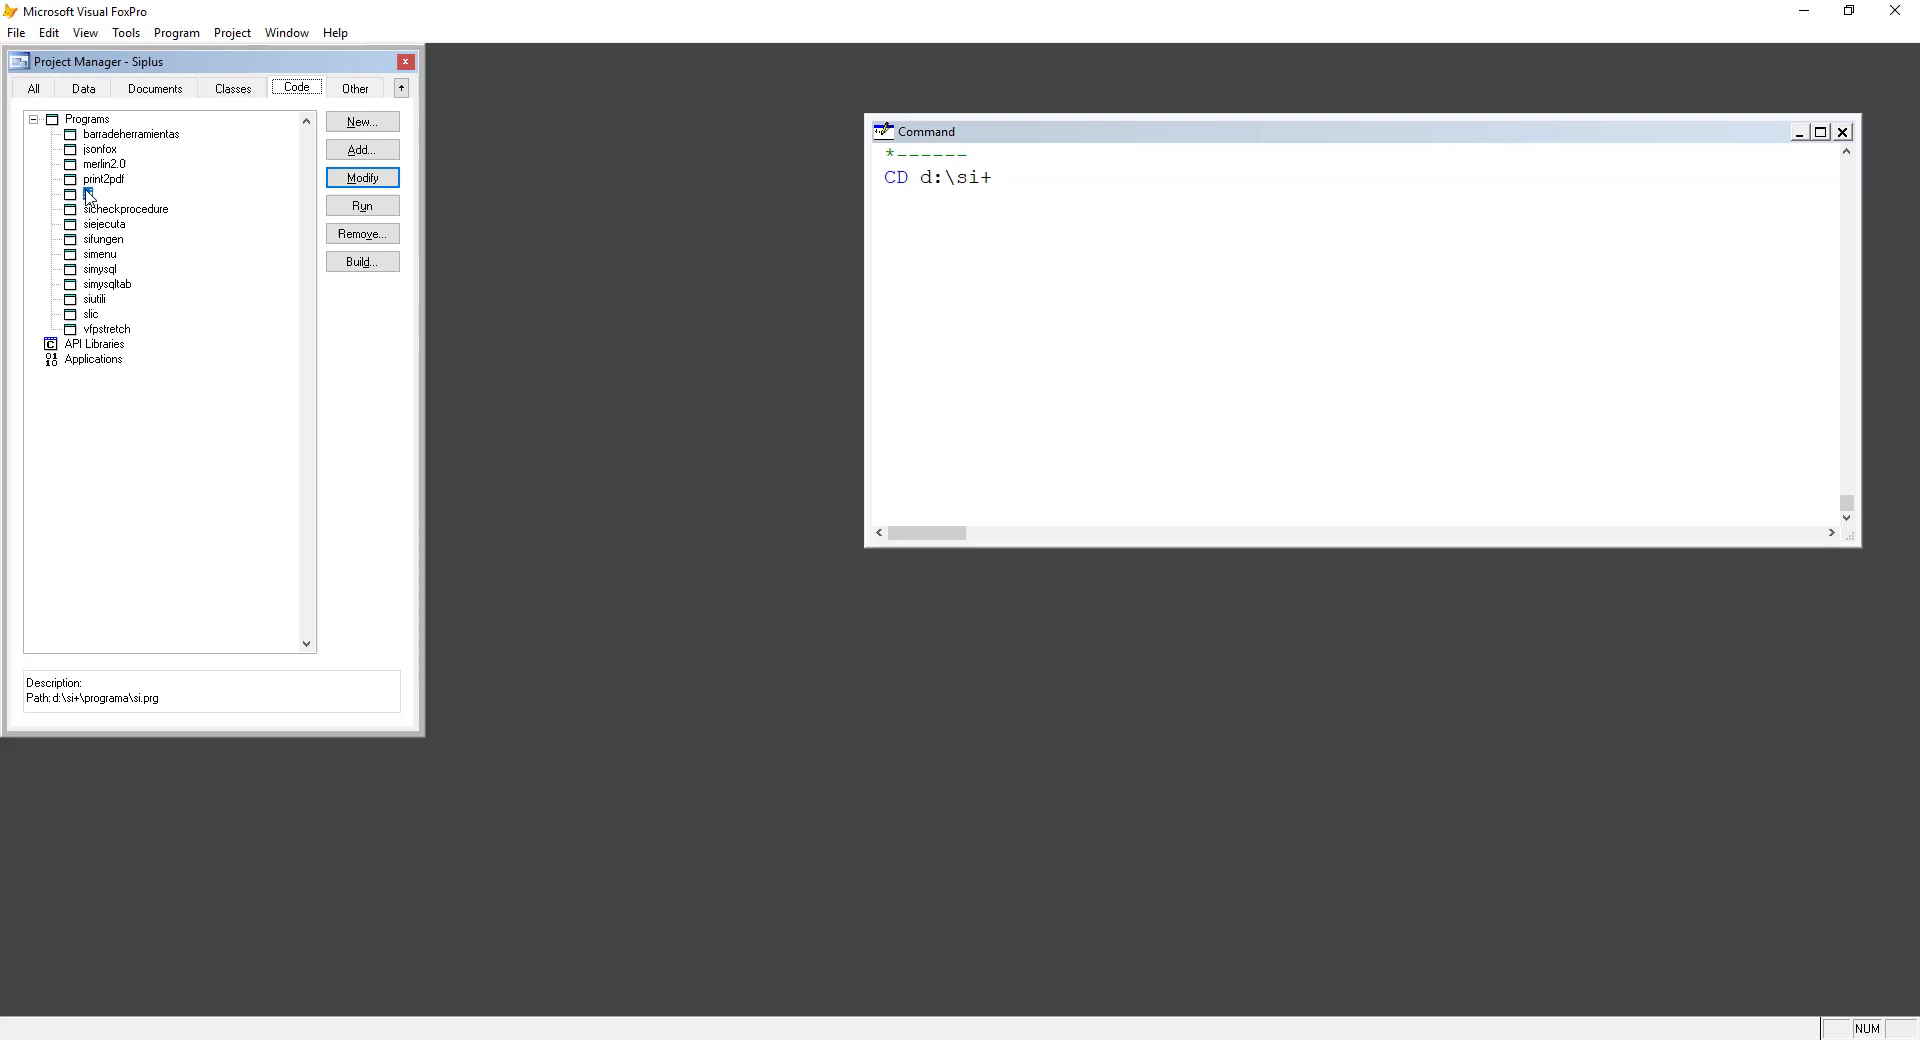 Microsoft Visual FoxPro
File Edit View Tools Program Project Window Help
Project Manager - Siplus
All Data Documents Classes Code Other
Programs
barradeherramientas
jsonfox
merlin2.0
print2pdf
sicheckprocedure
siejecuta
sifungen
simenu
simysql
simysqltab
siutili
slic
vfpstretch
API Libraries
Applications
New...
Add...
Modify
Run
Remove...
Build...
Description:
Path: d:\si+\programa\si.prg
Command
*------
CD d:\si+
NUM